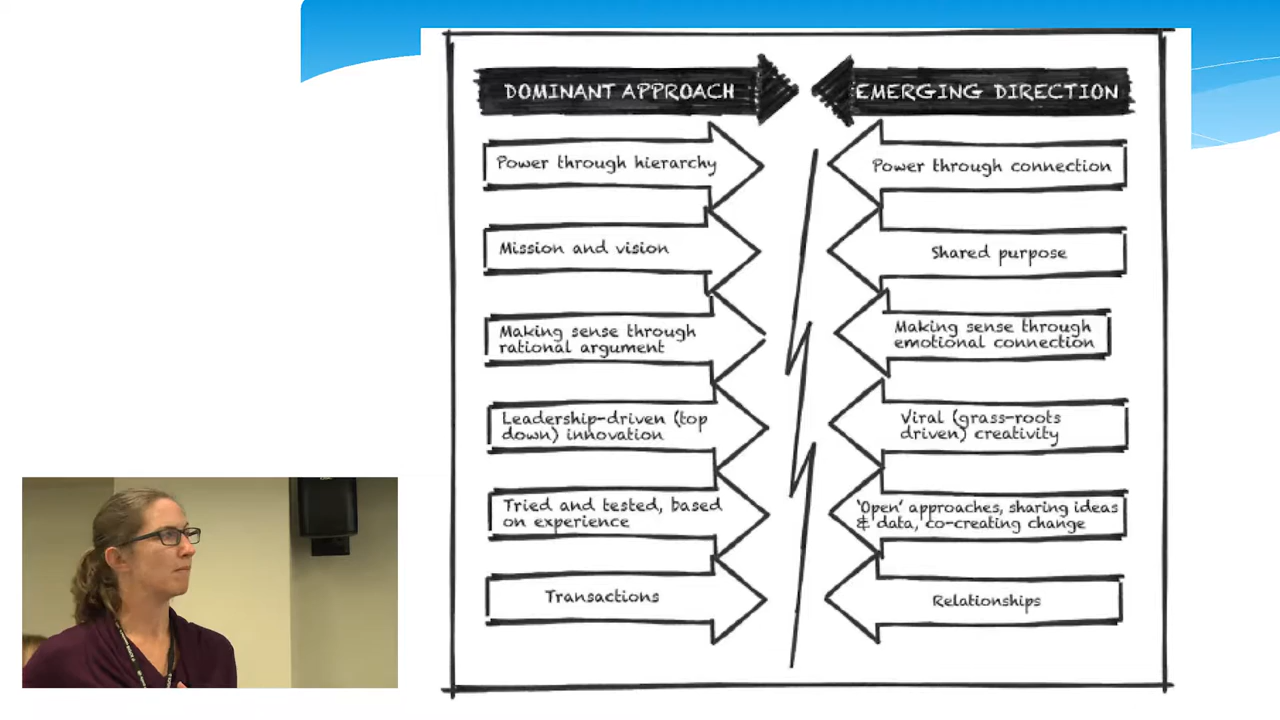 DOMINANT APPROACH
EMERGING DIRECTION
Power through hierarchy
Power through connection
Mission and vision
Shared purpose
Making sense through
rational argument
Making sense through
emotional connection
Leadership-driven (top
down) innovation
Viral (grass-roots
driven) creativity
Tried and tested, based
on experience
'Open' approaches, sharing ideas
& data, co-creating change
Transactions
Relationships